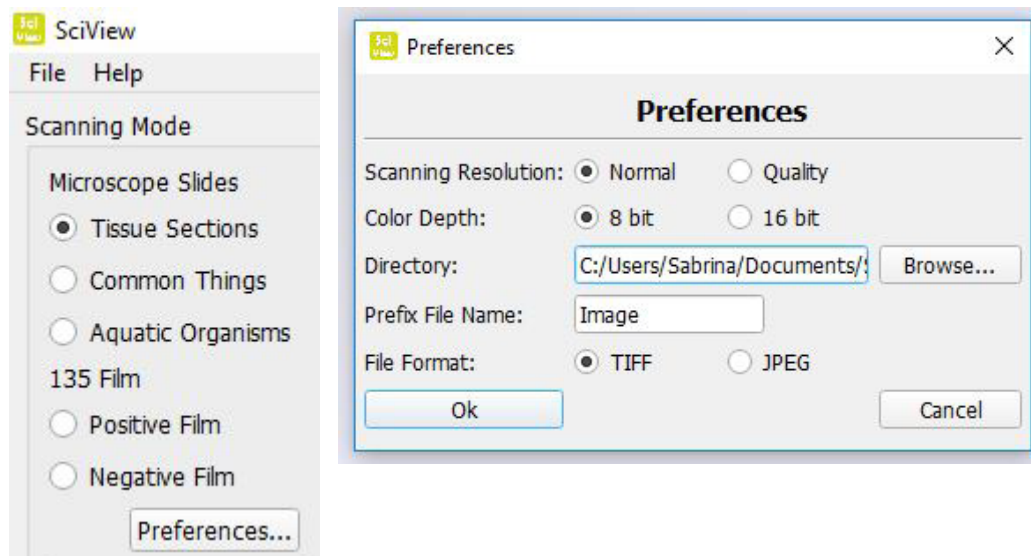 SciView
File Help
Scanning Mode
Microscope Slides
Tissue Sections
Common Things
Aquatic Organisms
135 Film
Positive Film
Negative Film
Preferences...
Preferences
Preferences
Scanning Resolution: Normal Quality
Color Depth: 8 bit 16 bit
Directory: C:/Users/Sabrina/Documents/ Browse...
Prefix File Name: Image
File Format: TIFF JPEG
Ok Cancel